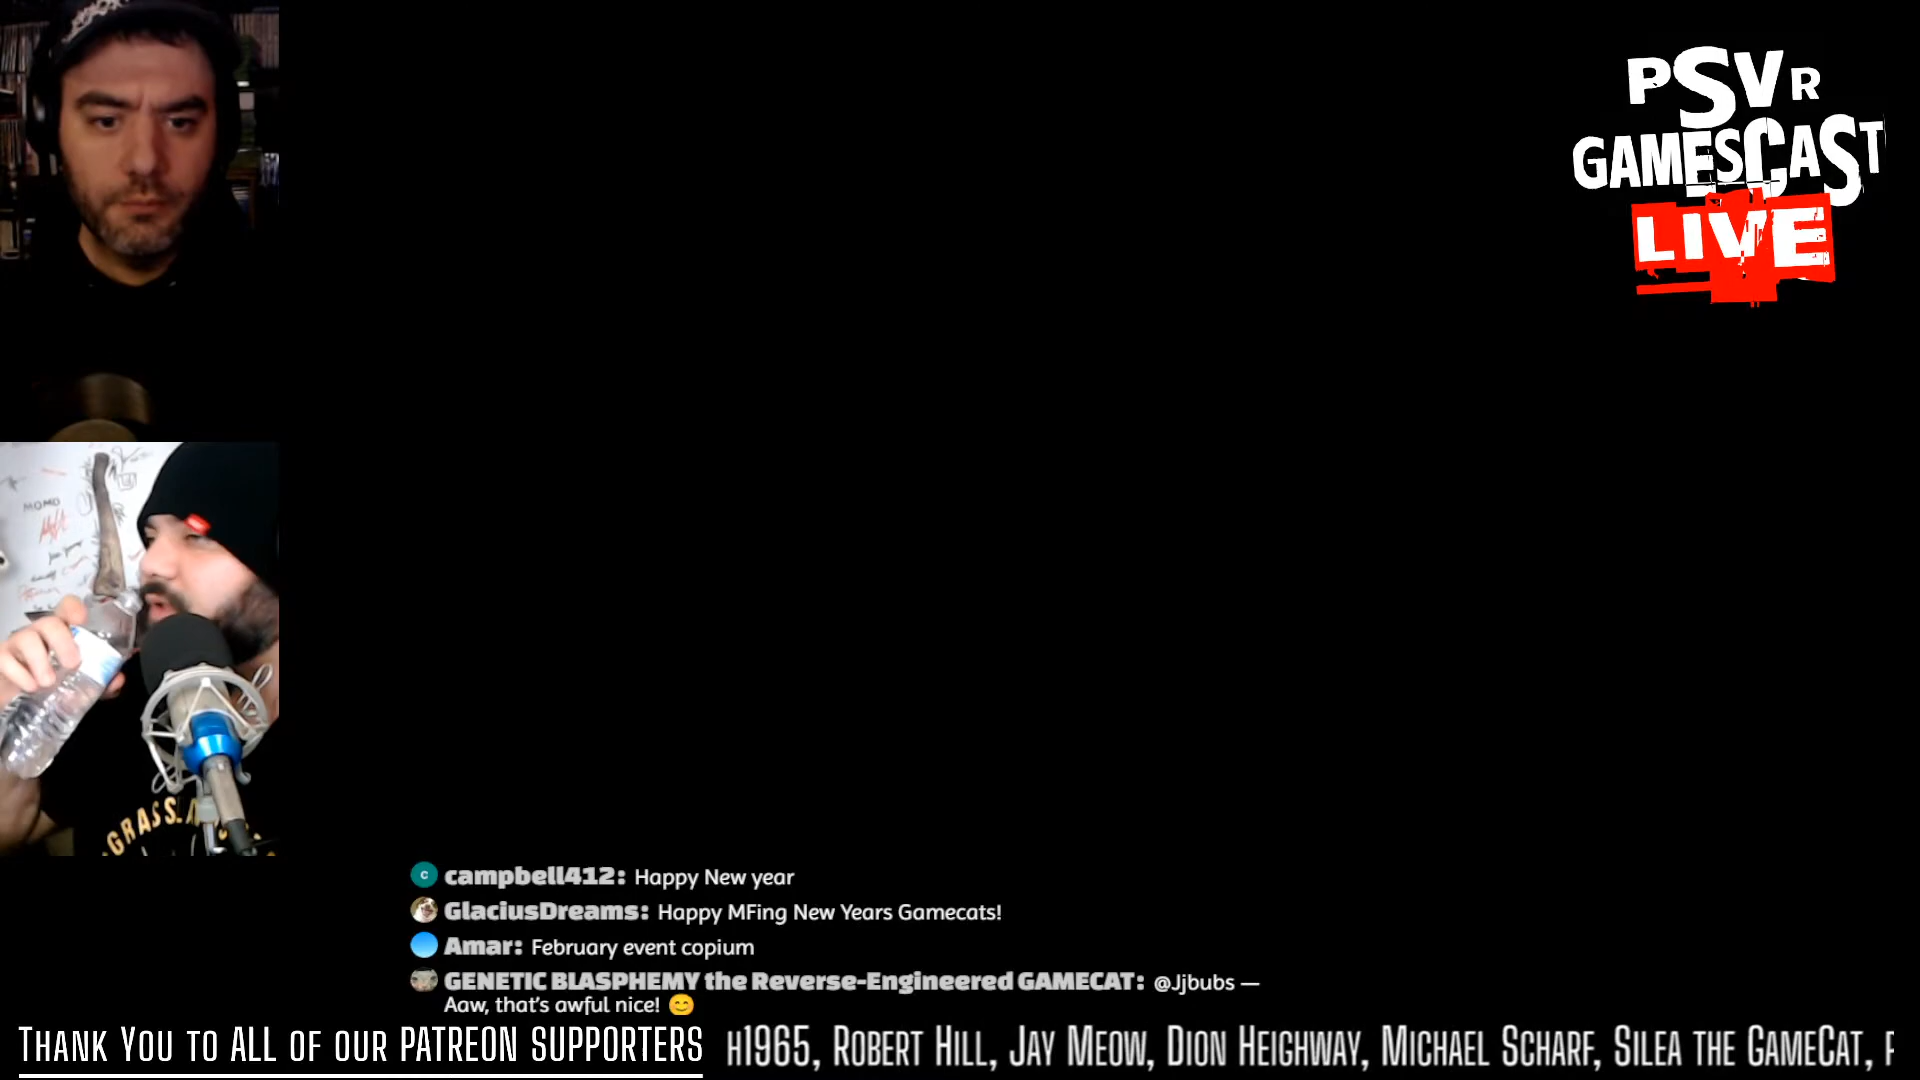 PSVR
GAMESCAST
LIVE
MOMO
GRASSLA
campbell412: Happy New year
GlaciusDreams: Happy MFing New Years Gamecats!
Amar: February event copium
GENETIC BLASPHEMY the Reverse-Engineered GAMECAT: @Jjbubs —
Aaw, that's awful nice! 😊
THANK YOU TO ALL OF OUR PATREON SUPPORTERS
H1965, ROBERT HILL, JAY MEOW, DION HEIGHWAY, MICHAEL SCHARF, SILEA THE GAMECAT,